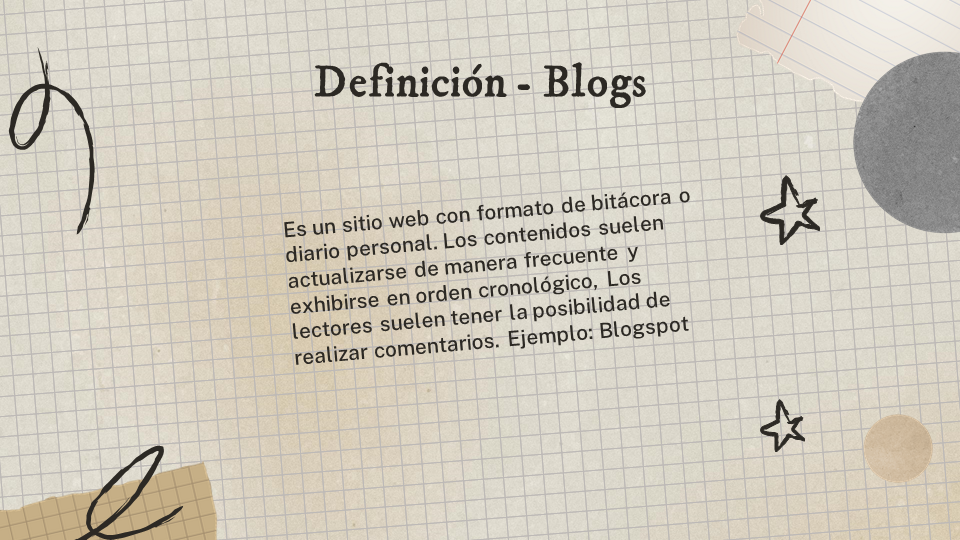 Definición - Blogs
Es un sitio web con formato de bitácora o
diario personal. Los contenidos suelen
actualizarse de manera frecuente y
exhibirse en orden cronológico, Los
lectores suelen tener la posibilidad de
realizar comentarios. Ejemplo: Blogspot